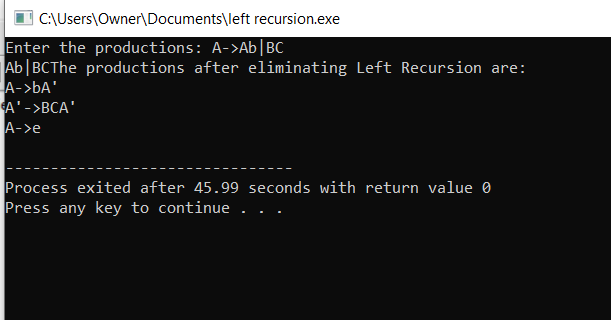 C:\Users\Owner\Documents\left recursion.exe
Enter the productions: A->Ab|BC
Ab|BCThe productions after eliminating Left Recursion are:
A->bA'
A'->BCA'
A->e
--------------------------------
Process exited after 45.99 seconds with return value 0
Press any key to continue . . .